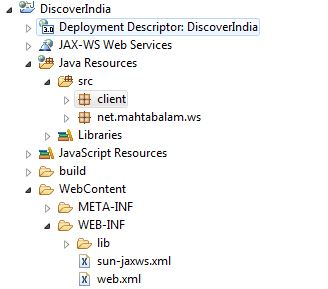 DiscoverIndia
3.0 Deployment Descriptor: DiscoverIndia
JAX-WS Web Services
Java Resources
src
client
net.mahtabalam.ws
Libraries
JavaScript Resources
build
WebContent
META-INF
WEB-INF
lib
sun-jaxws.xml
web.xml